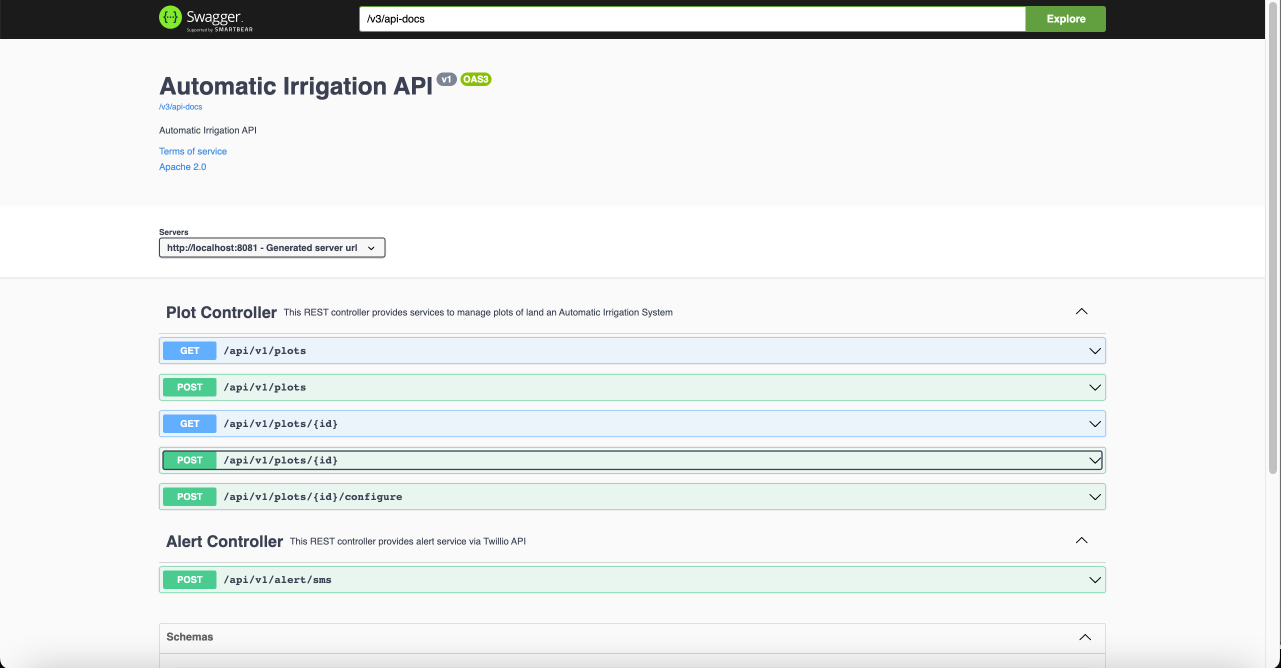 Swagger.
Supported by SMARTBEAR
/v3/api-docs
Explore
Automatic Irrigation API v1 OAS3
/v3/api-docs
Automatic Irrigation API
Terms of service
Apache 2.0
Servers
http://localhost:8081 - Generated server url
Plot Controller This REST controller provides services to manage plots of land an Automatic Irrigation System
GET /api/v1/plots
POST /api/v1/plots
GET /api/v1/plots/{id}
POST /api/v1/plots/{id}
POST /api/v1/plots/{id}/configure
Alert Controller This REST controller provides alert service via Twillio API
POST /api/v1/alert/sms
Schemas